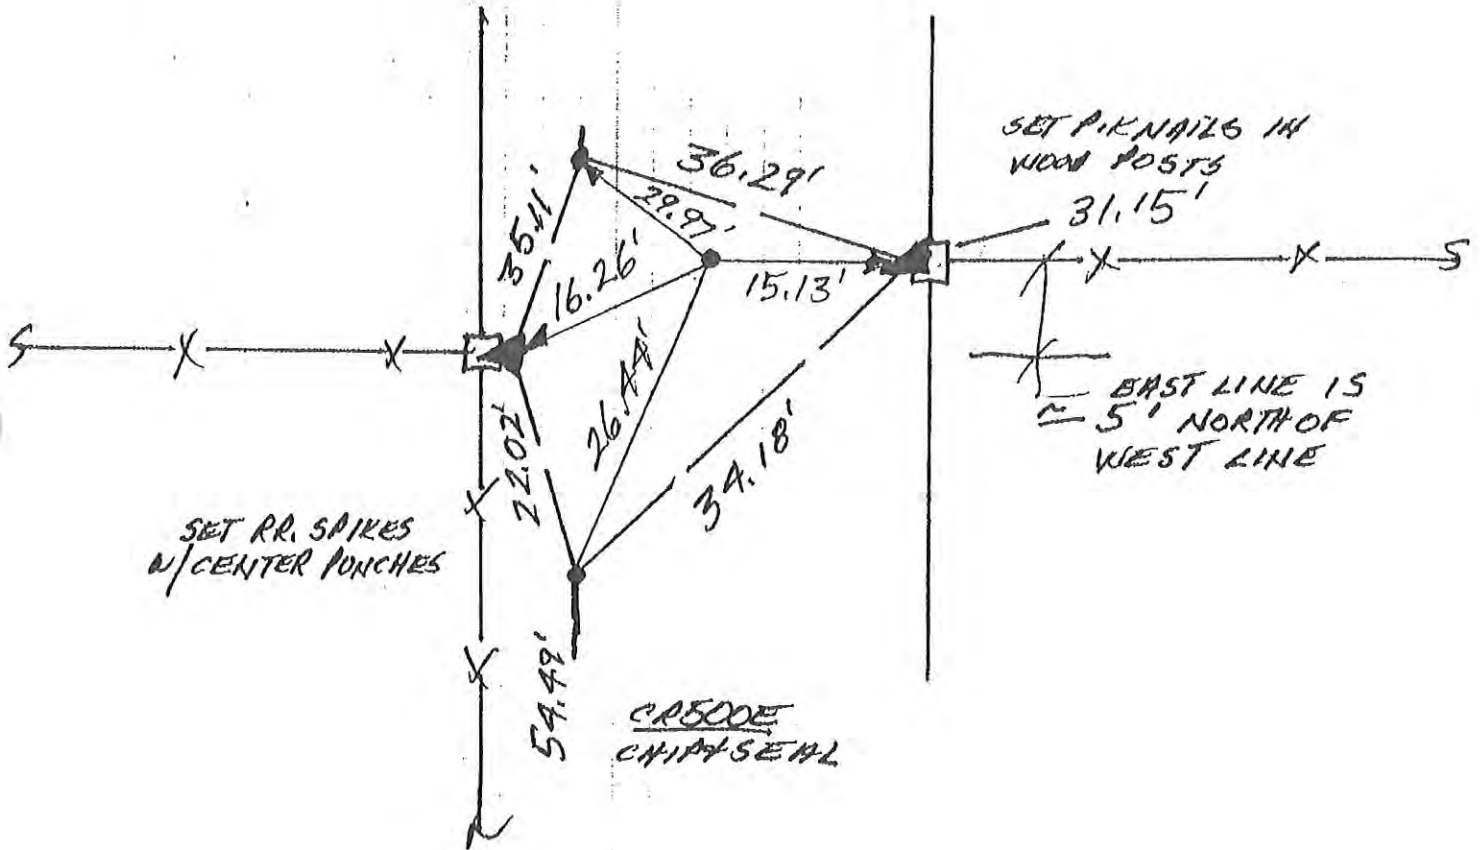 SET P.K NAILS IN
WOOD POSTS
31.15'
36.29'
29.97'
35.11'
16.26'
15.13'
26.44'
22.02'
34.18'
EAST LINE IS
≈ 5' NORTH OF
WEST LINE
SET RR. SPIKES
W/CENTER PUNCHES
54.49'
CR500E
CHIP&SEAL